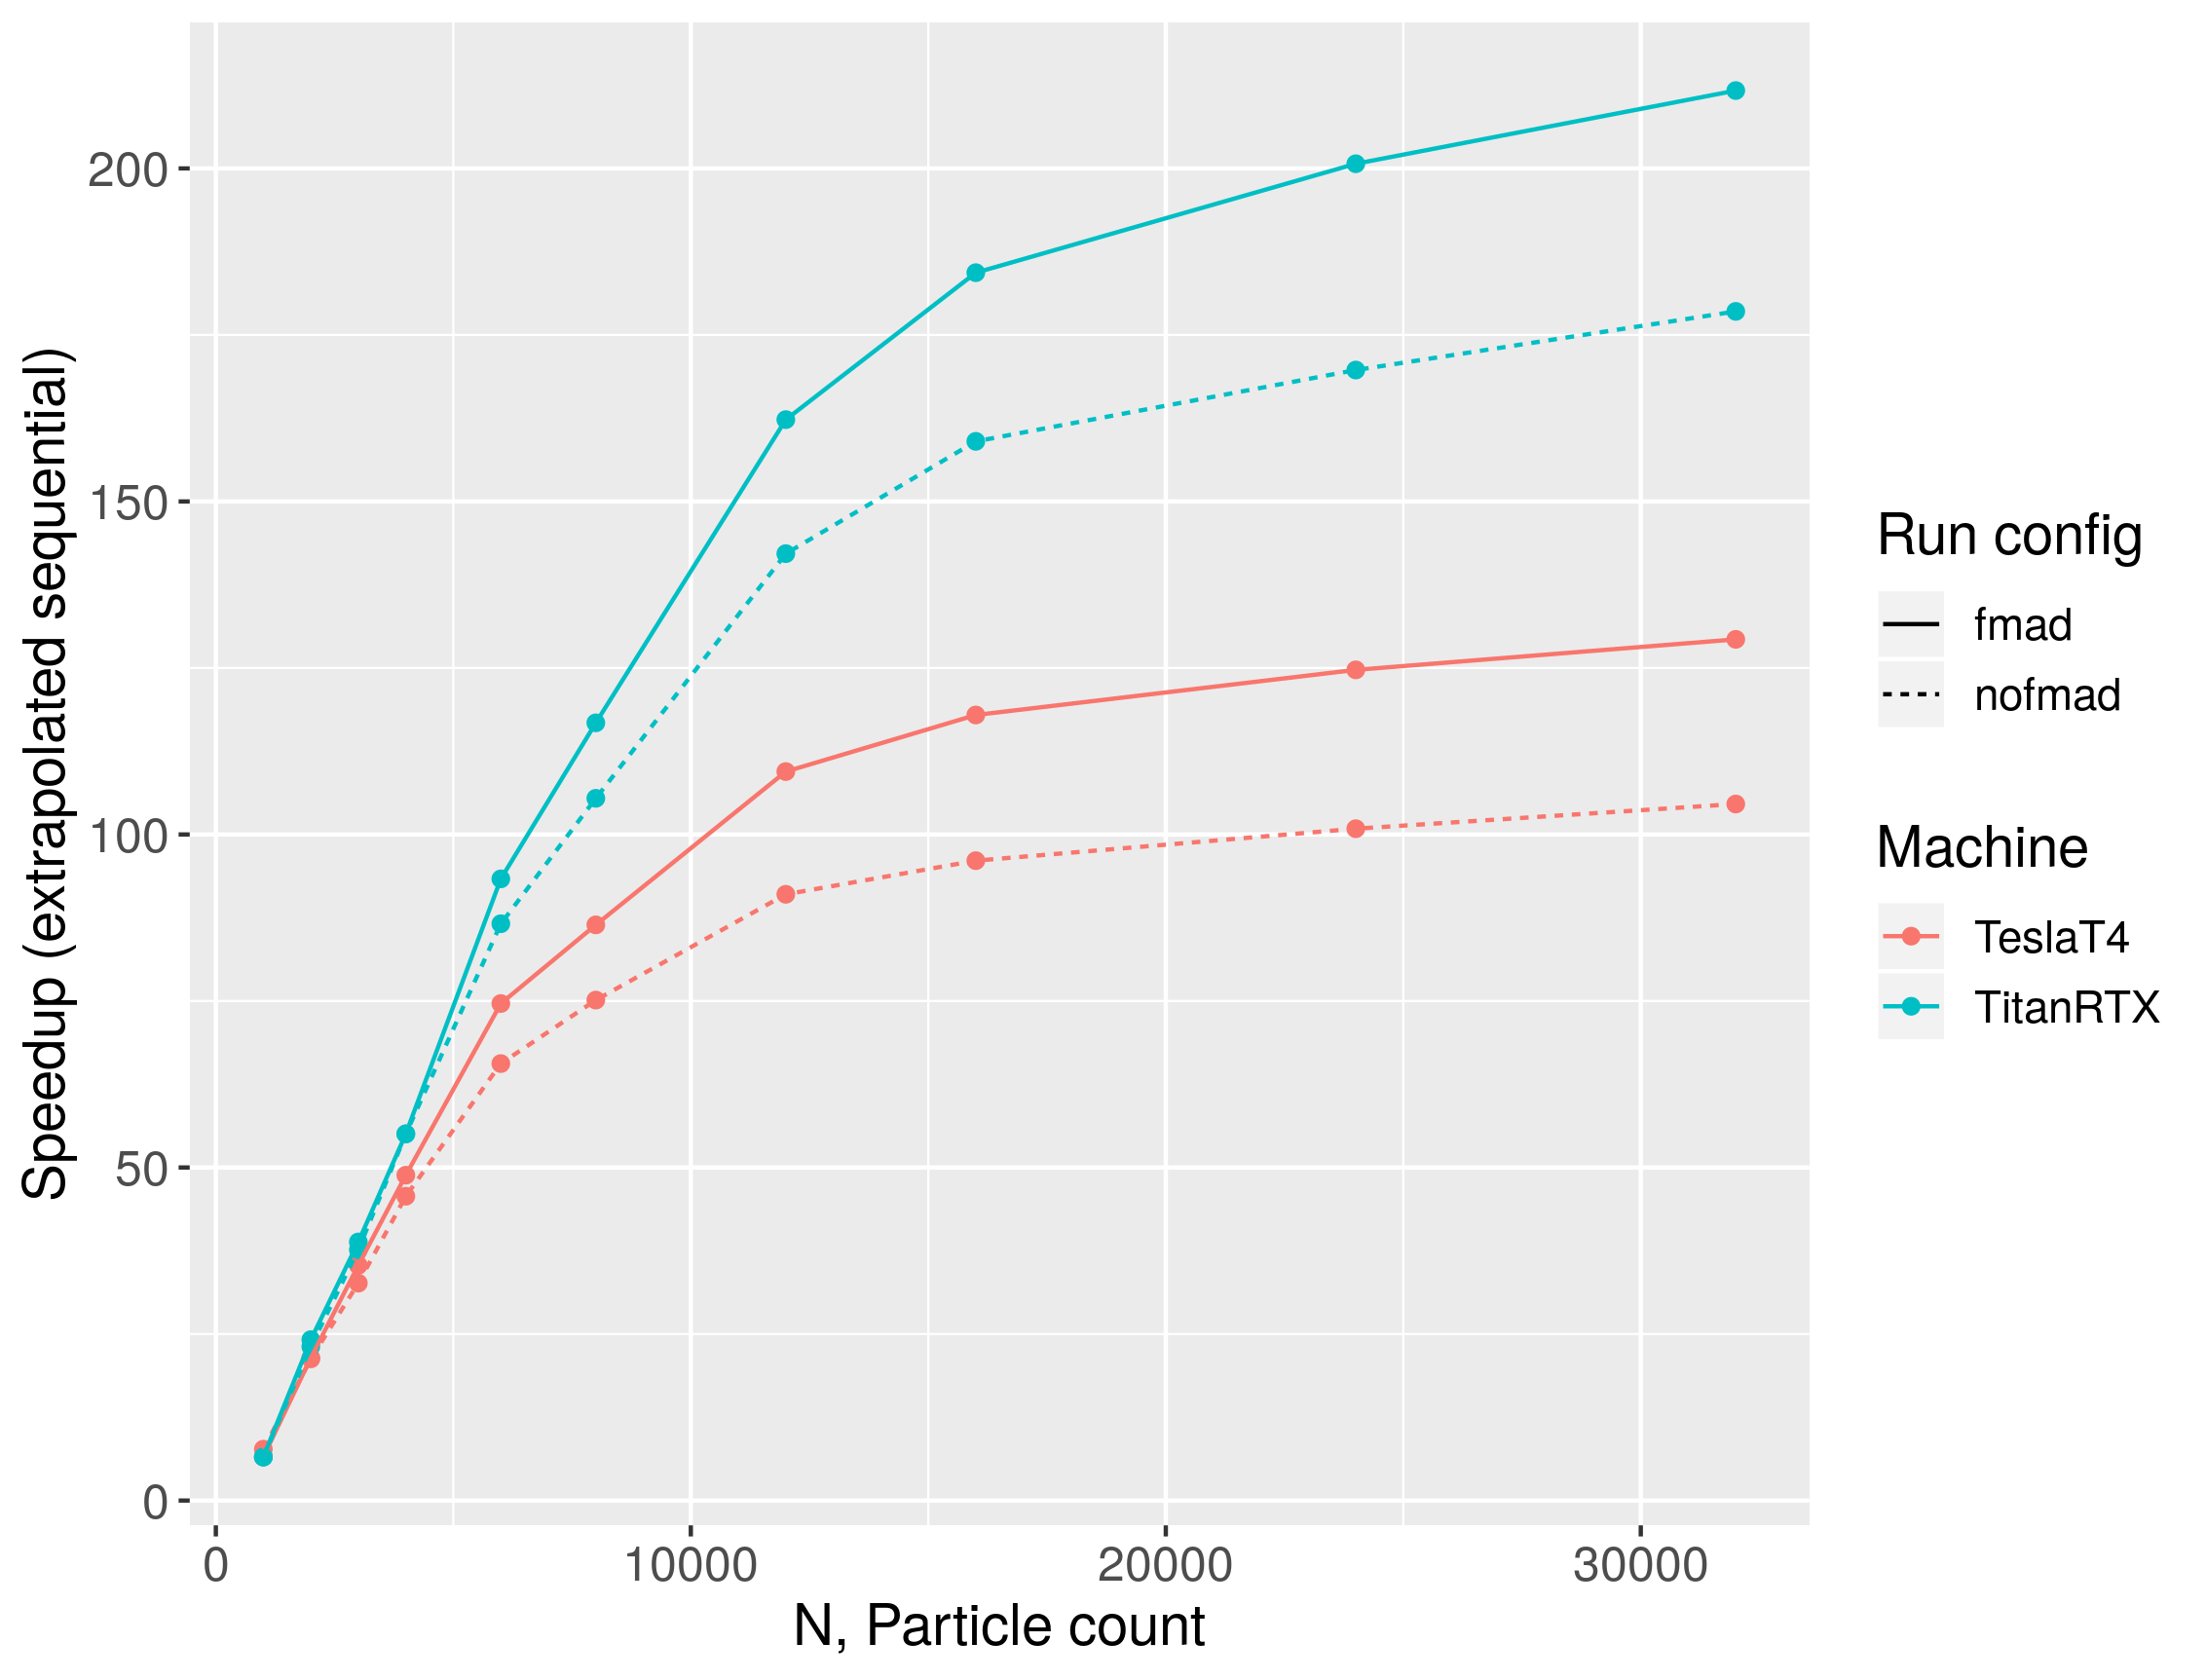 Speedup (extrapolated sequential)
200
150
100
50
0
0 10000 20000 30000
N, Particle count
Run config
fmad
nofmad
Machine
TeslaT4
TitanRTX